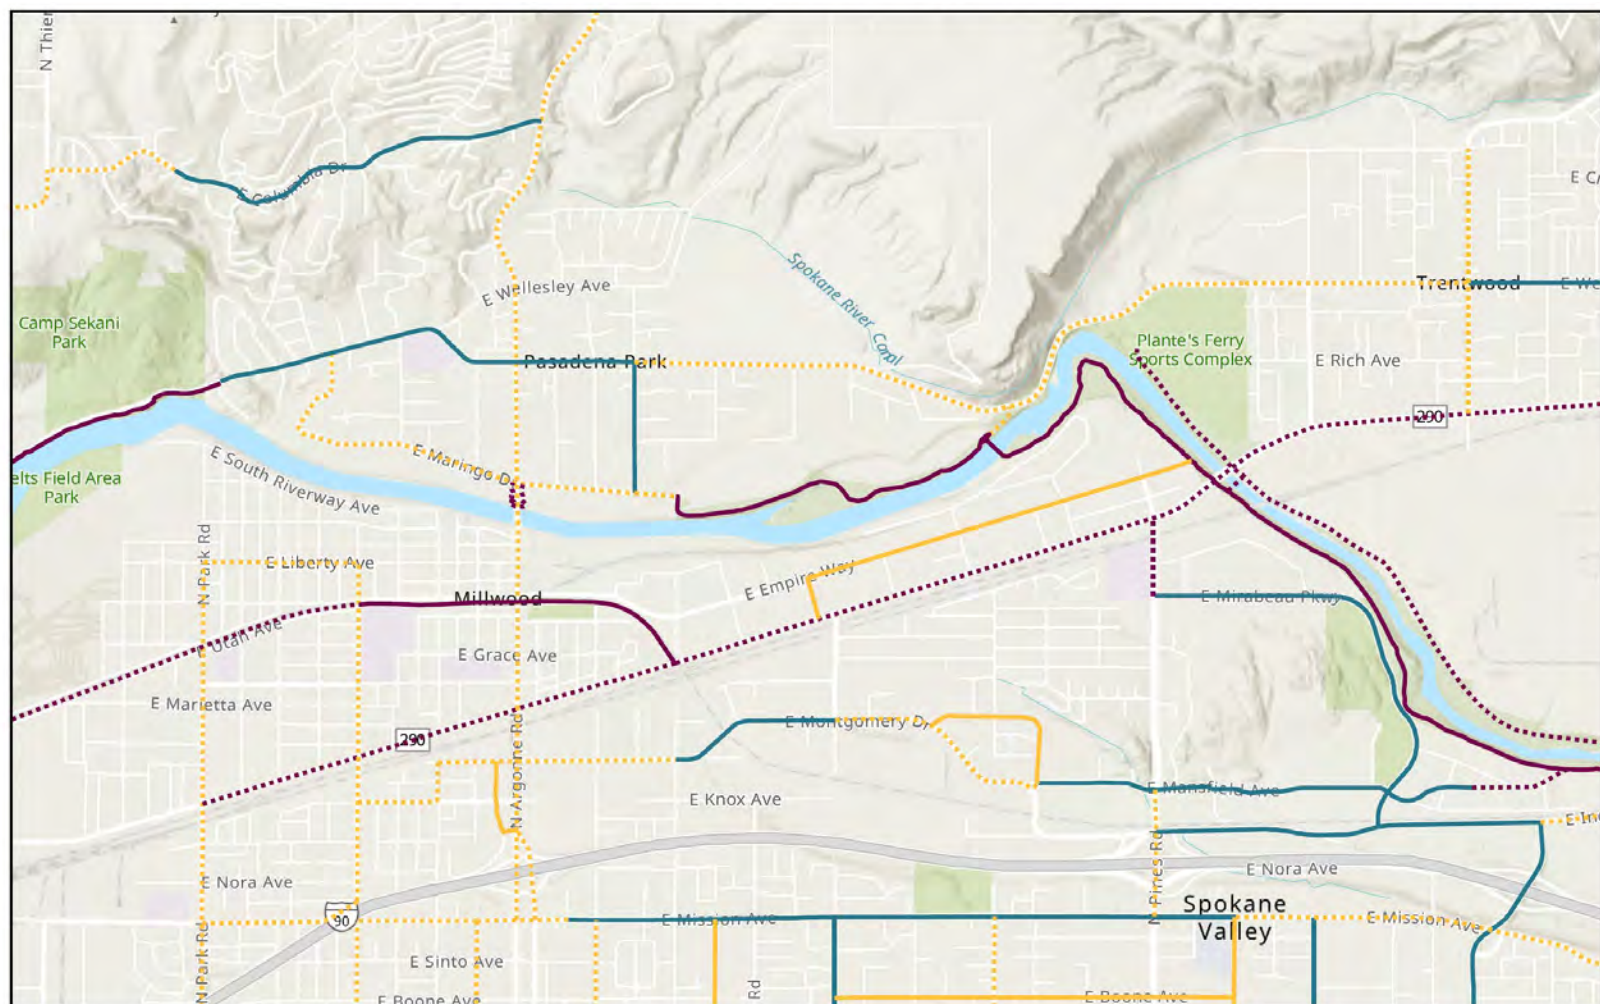 N Thier
E Columbia Dr
E C
Spokane River Canal
E Wellesley Ave
Trentwood
E We
Camp Sekani
Park
Plante's Ferry
Sports Complex
Pasadena Park
E Rich Ave
290
E Maringo D
E South Riverway Ave
elts Field Area
Park
N Park Rd
E Liberty Ave
E Empire Way
Millwood
E Mirabeau Pkwy
E Utah Ave
E Grace Ave
E Marietta Ave
290
N Argonne Rd
E Montgomery Dr
E Mansfield Ave
E Knox Ave
E In
N Pines Rd
E Nora Ave
E Nora Ave
90
E Mission Ave
Spokane
Valley
E Mission Ave
N Park Rd
E Sinto Ave
Rd
E Boone Ave
E Boone Ave